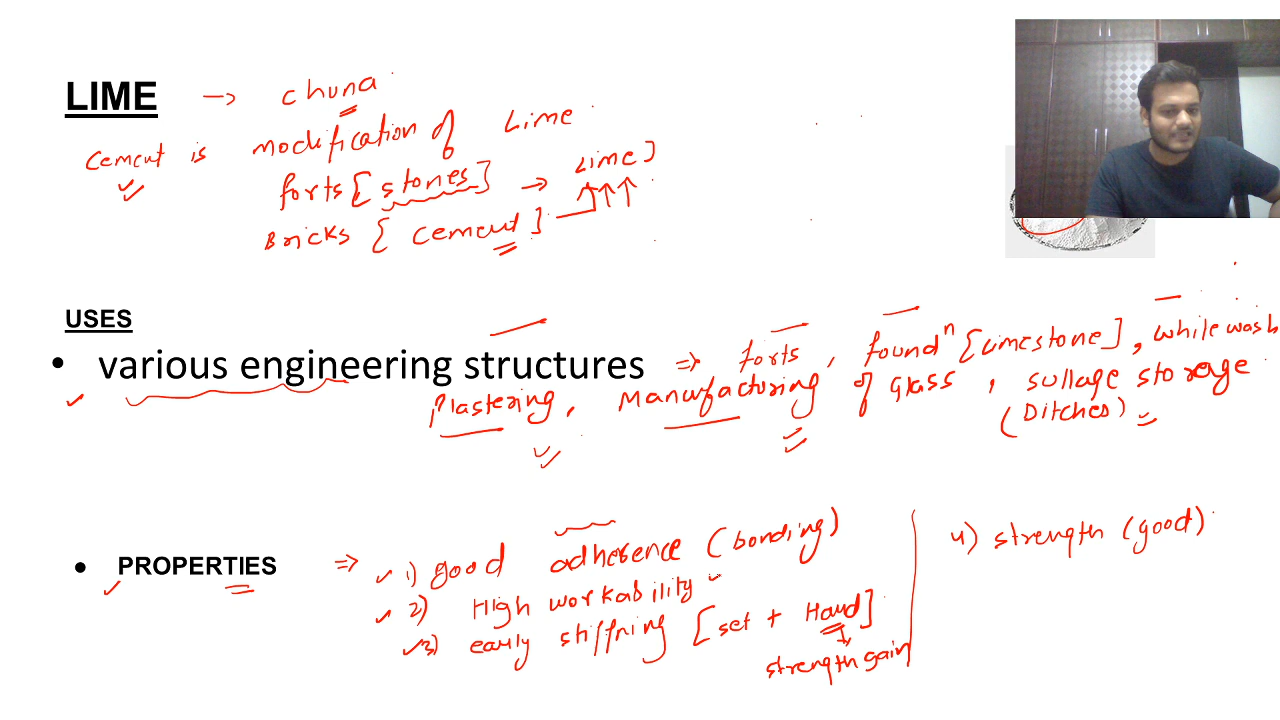 LIME → chuna
cement is modification of Lime
forts [stones] → Lime]
Bricks [cement]
USES
• various engineering structures ⇒ forts, foundⁿ [Limestone], white wash
Plastering, Manufacturing of Glass, sullage storage
(Ditches)
• PROPERTIES ⇒ 1) good adherence (bonding)
2) High workability
3) early stiffning [set + Hard]
strength gain
4) strength (good)